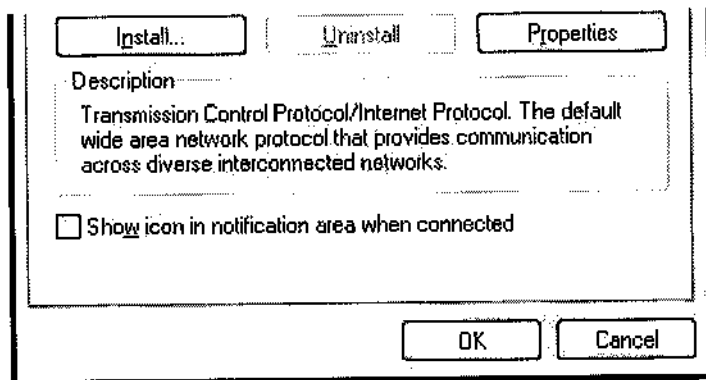 Install... Uninstall Properties
Description
Transmission Control Protocol/Internet Protocol. The default
wide area network protocol that provides communication
across diverse interconnected networks.
Show icon in notification area when connected
OK Cancel